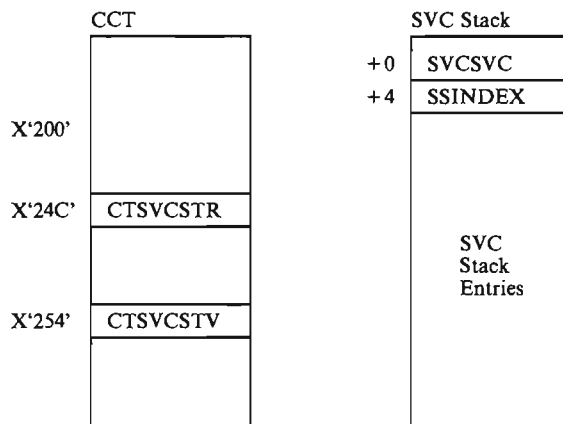 CCT
X‘200’
X‘24C’ CTSVCSTR
X‘254’ CTSVCSTV
SVC Stack
+0 SVCSVC
+4 SSINDEX
SVC
Stack
Entries